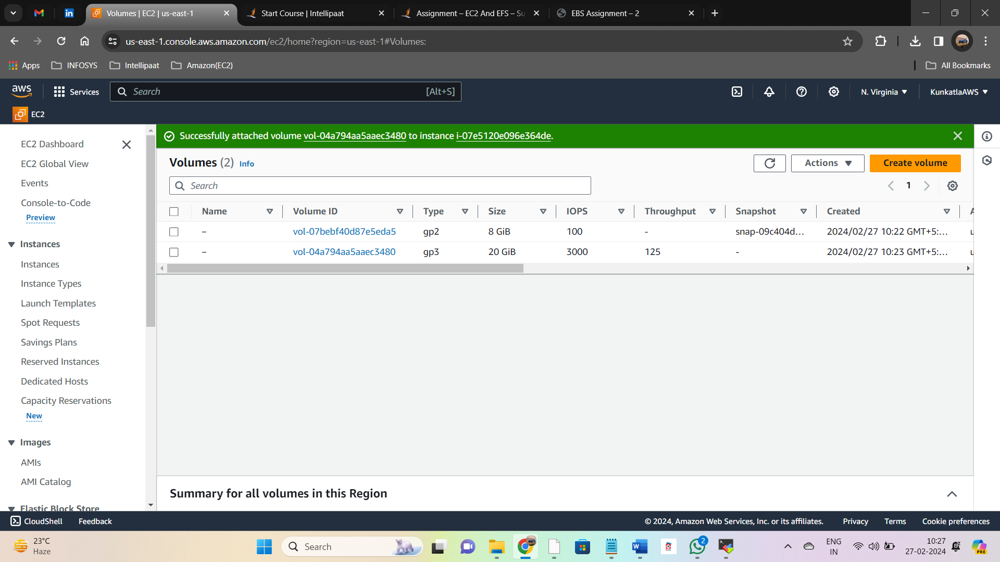 Volumes | EC2 | us-east-1
Start Course | Intellipaat
Assignment – EC2 And EFS – Su
EBS Assignment – 2
us-east-1.console.aws.amazon.com/ec2/home?region=us-east-1#Volumes:
Apps
INFOSYS
Intellipaat
Amazon(EC2)
All Bookmarks
aws
Services
Search
[Alt+S]
N. Virginia
KunkatlaAWS
EC2
EC2 Dashboard
EC2 Global View
Events
Console-to-Code
Preview
Instances
Instances
Instance Types
Launch Templates
Spot Requests
Savings Plans
Reserved Instances
Dedicated Hosts
Capacity Reservations
New
Images
AMIs
AMI Catalog
Elastic Block Store
Successfully attached volume vol-04a794aa5aaec3480 to instance i-07e5120e096e364de.
Volumes (2) Info
Actions
Create volume
Search
1
Name Volume ID Type Size IOPS Throughput Snapshot Created A
– vol-07bebf40d87e5eda5 gp2 8 GiB 100 - snap-09c404d... 2024/02/27 10:22 GMT+5:... u
– vol-04a794aa5aaec3480 gp3 20 GiB 3000 125 - 2024/02/27 10:23 GMT+5:... u
Summary for all volumes in this Region
CloudShell
Feedback
© 2024, Amazon Web Services, Inc. or its affiliates.
Privacy
Terms
Cookie preferences
23°C
Haze
Search
2
ENG
IN
10:27
27-02-2024
PRE